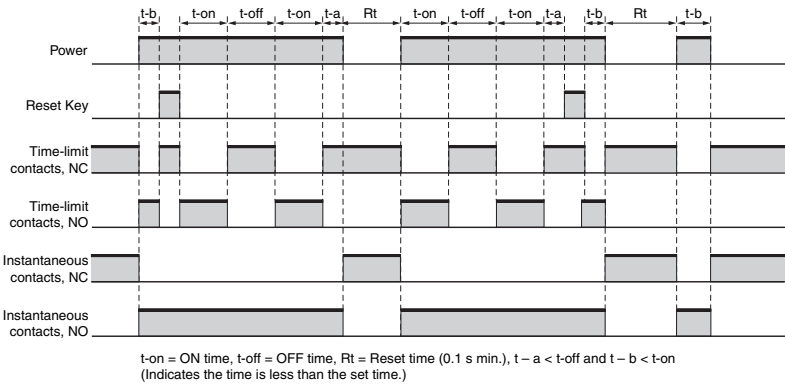 t-b t-on t-off t-on t-a Rt t-on t-off t-on t-a t-b Rt t-b
Power
Reset Key
Time-limit
contacts, NC
Time-limit
contacts, NO
Instantaneous
contacts, NC
Instantaneous
contacts, NO
t-on = ON time, t-off = OFF time, Rt = Reset time (0.1 s min.), t – a < t-off and t – b < t-on
(Indicates the time is less than the set time.)